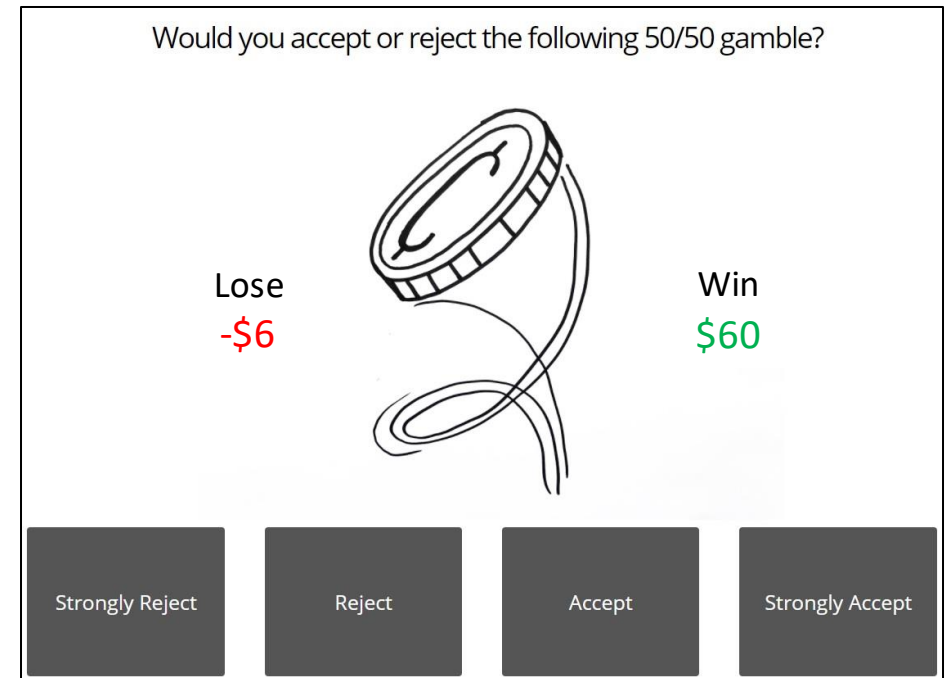 Would you accept or reject the following 50/50 gamble?
Lose
-$6
Win
$60
Strongly Reject
Reject
Accept
Strongly Accept